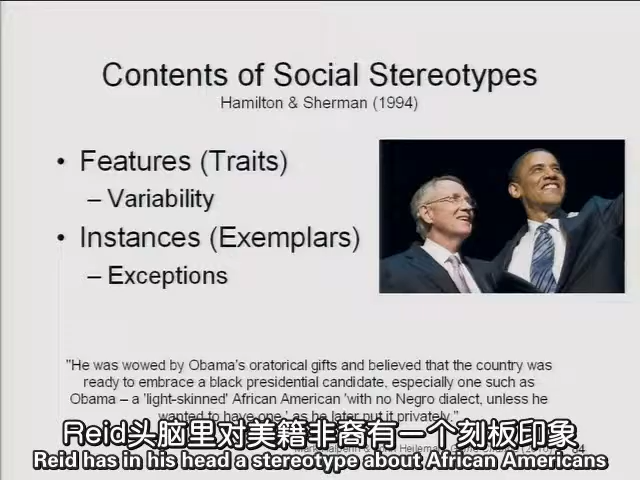 Contents of Social Stereotypes
Hamilton & Sherman (1994)
• Features (Traits)
– Variability
• Instances (Exemplars)
– Exceptions
"He was wowed by Obama's oratorical gifts and believed that the country was
ready to embrace a black presidential candidate, especially one such as
Obama – a 'light-skinned' African American 'with no Negro dialect, unless he
wanted to have one,' as he later put it privately."
Reid头脑里对美籍非裔有一个刻板印象
Reid has in his head a stereotype about African Americans